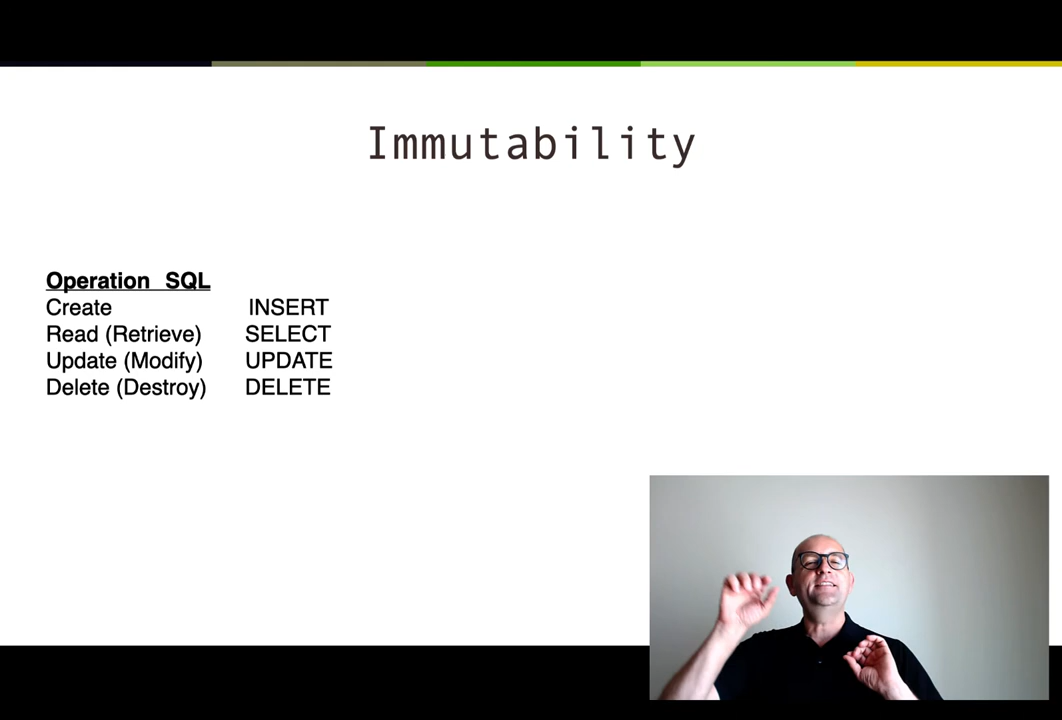 Immutability
Operation SQL
Create INSERT
Read (Retrieve) SELECT
Update (Modify) UPDATE
Delete (Destroy) DELETE